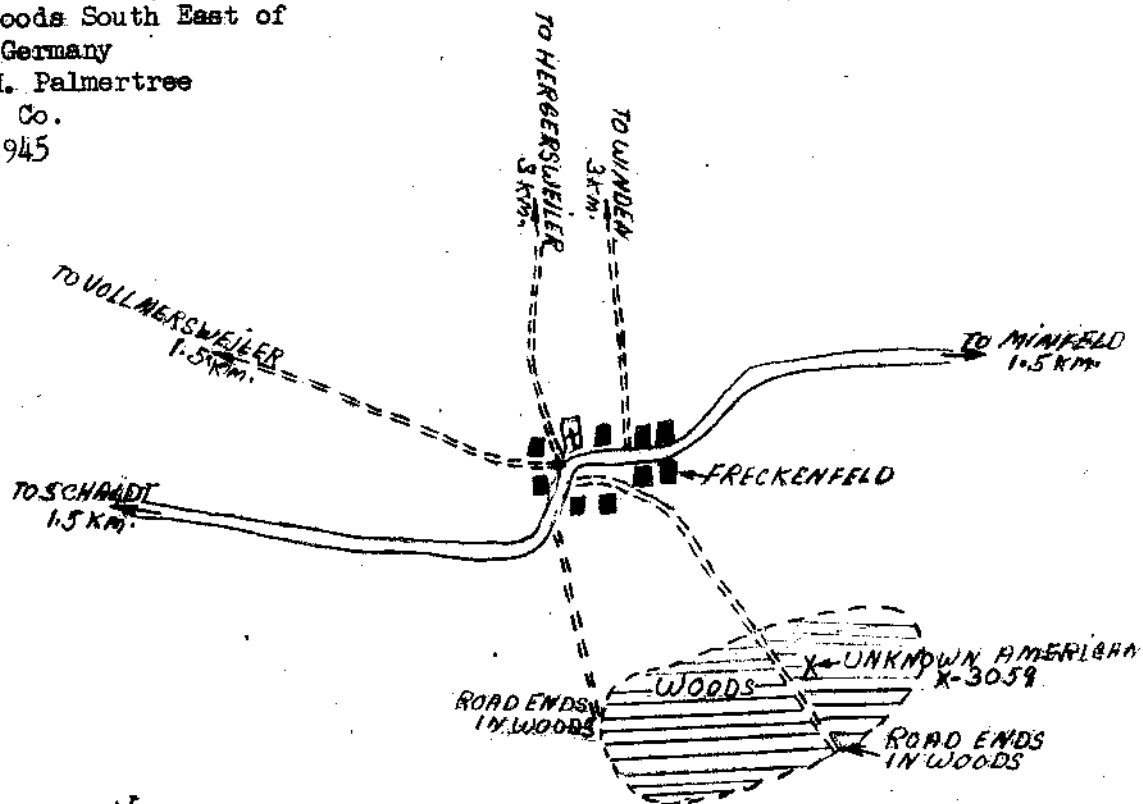 oods South East of
Germany
. Palmertree
Co.
945
TO HERGERSWEILER
3 KM.
TO WINDEN
3 KM.
TO VOLLMERSWEILER
1.5 KM.
TO MINFELD
1.5 KM.
TO SCHAIDT
1.5 KM.
FRECKENFELD
UNKNOWN AMERICAN
X-3059
WOODS
ROAD ENDS
IN WOODS
ROAD ENDS
IN WOODS